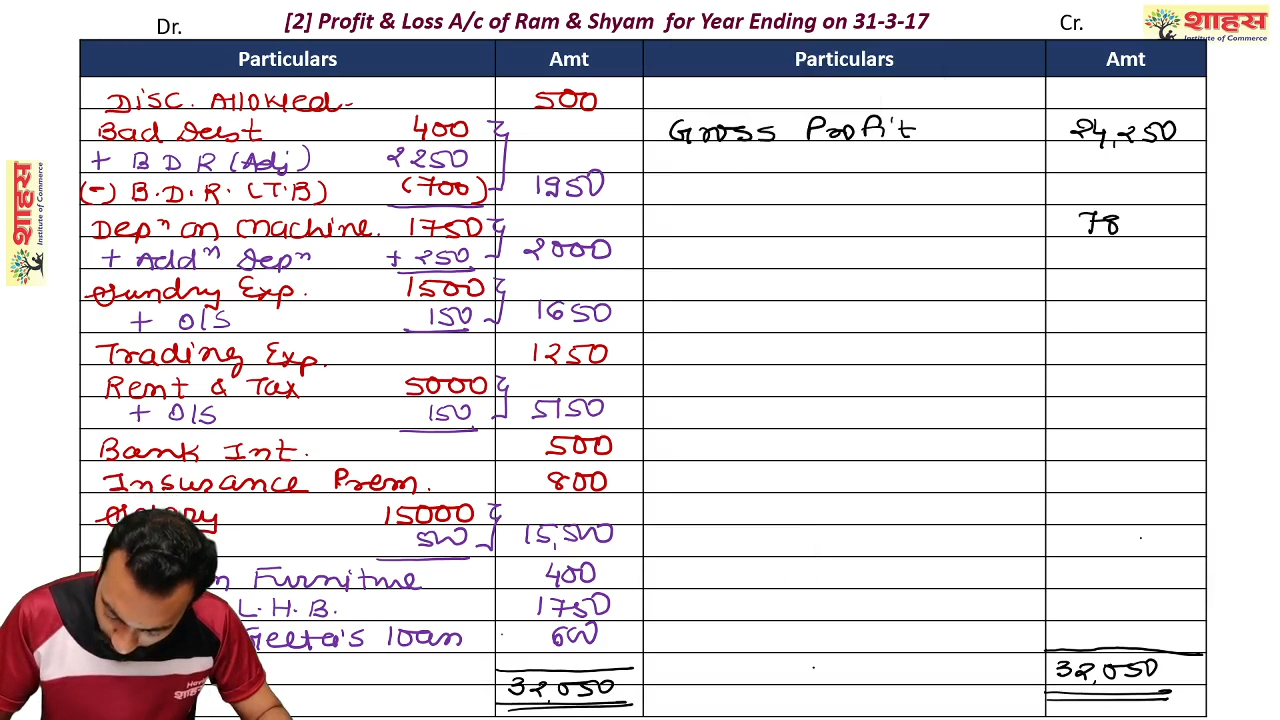 Dr.
[2] Profit & Loss A/c of Ram & Shyam for Year Ending on 31-3-17
Cr.
शाहस
Institute of Commerce
Particulars Amt Particulars Amt
Disc. Allowed- 500
Bad Debt 400 Gross Profit 24,250
+ B D R (Adj) 2250
(-) B.D.R. (T.B) (700) 1950
Depⁿ on Machine. 1750 78
+ Addⁿ Depⁿ + 250 2000
Sundry Exp. 1500
+ O/S 150 1650
Trading Exp. 1250
Rent & Tax 5000
+ O/S 150 5150
Bank Int. 500
Insurance Prem. 800
15000
500 15,500
Furniture 400
L. H. B. 1750
Geeta's loan 600
32,050 32,050
शाहस
Institute of Commerce
शाहस